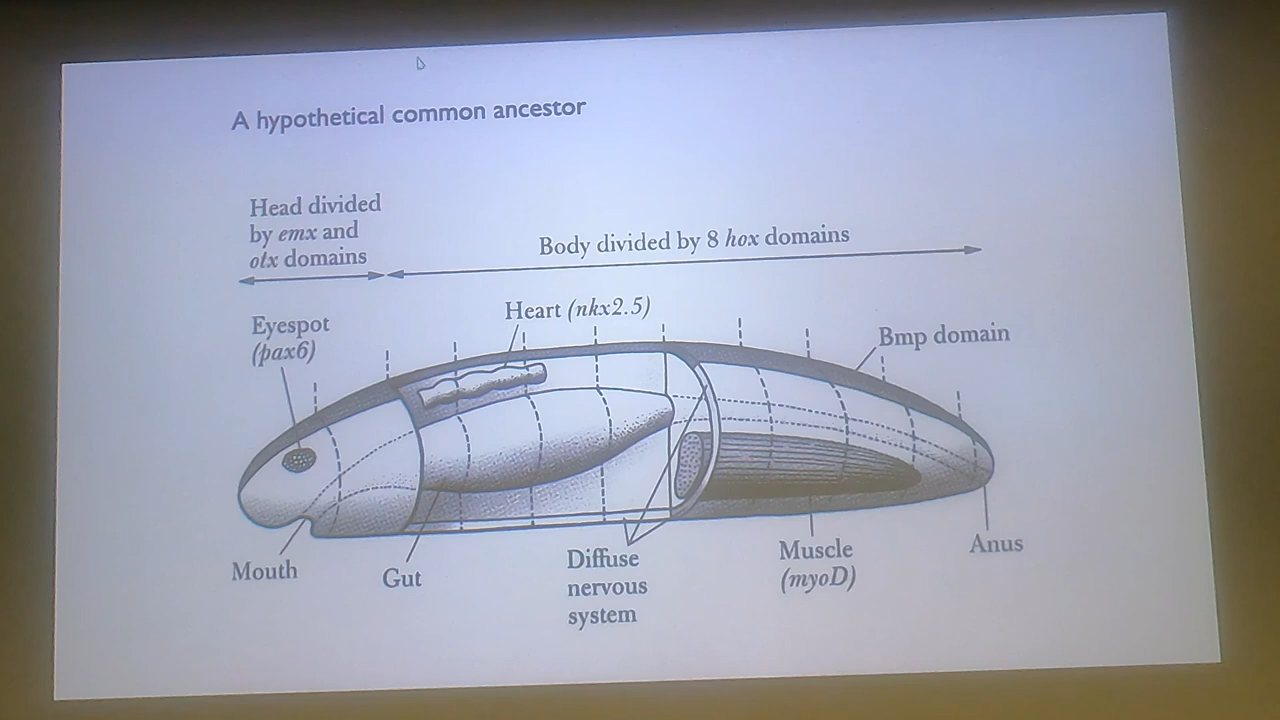 A hypothetical common ancestor
Head divided
by emx and
otx domains
Body divided by 8 hox domains
Eyespot
(pax6)
Heart (nkx2.5)
Bmp domain
Mouth
Gut
Diffuse
nervous
system
Muscle
(myoD)
Anus